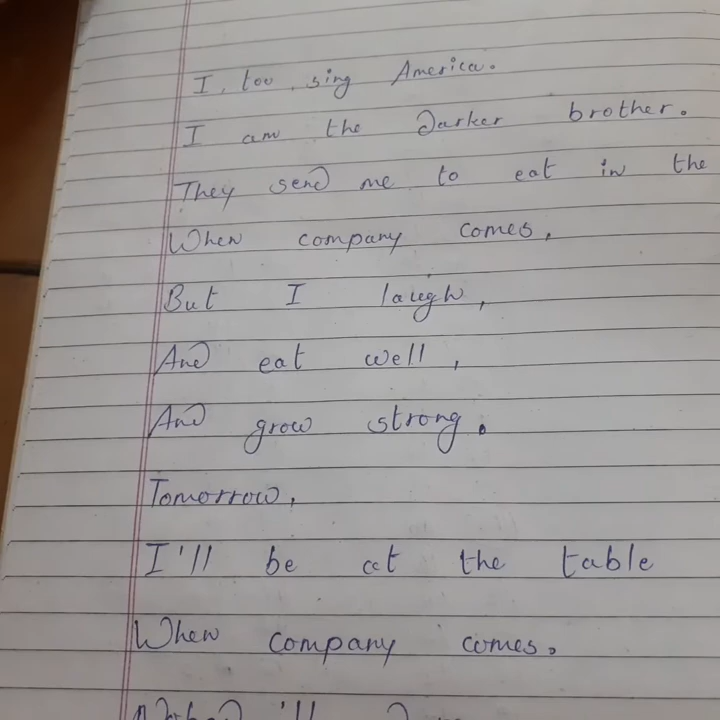 I, too, sing America.
I am the darker brother.
They send me to eat in the
When company comes,
But I laugh,
And eat well,
And grow strong.
Tomorrow,
I'll be at the table
When company comes.